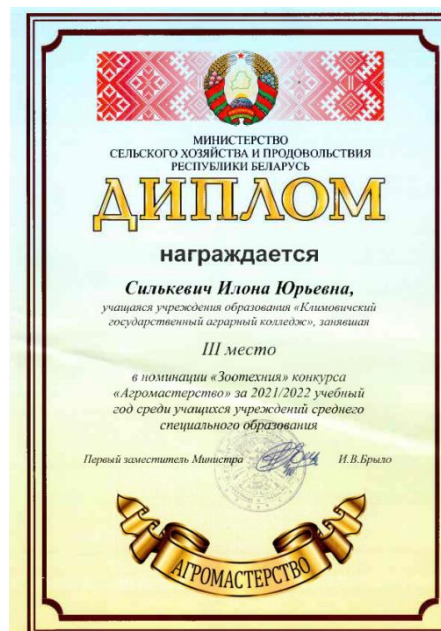 МИНИСТЕРСТВО
СЕЛЬСКОГО ХОЗЯЙСТВА И ПРОДОВОЛЬСТВИЯ
РЕСПУБЛИКИ БЕЛАРУСЬ
ДИПЛОМ
награждается
Силькевич Илона Юрьевна,
учащаяся учреждения образования «Климовичский
государственный аграрный колледж», занявшая
III место
в номинации «Зоотехния» конкурса
«Агромастерство» за 2021/2022 учебный
год среди учащихся учреждений среднего
специального образования
Первый заместитель Министра И.В.Брыло
АГРОМАСТЕРСТВО